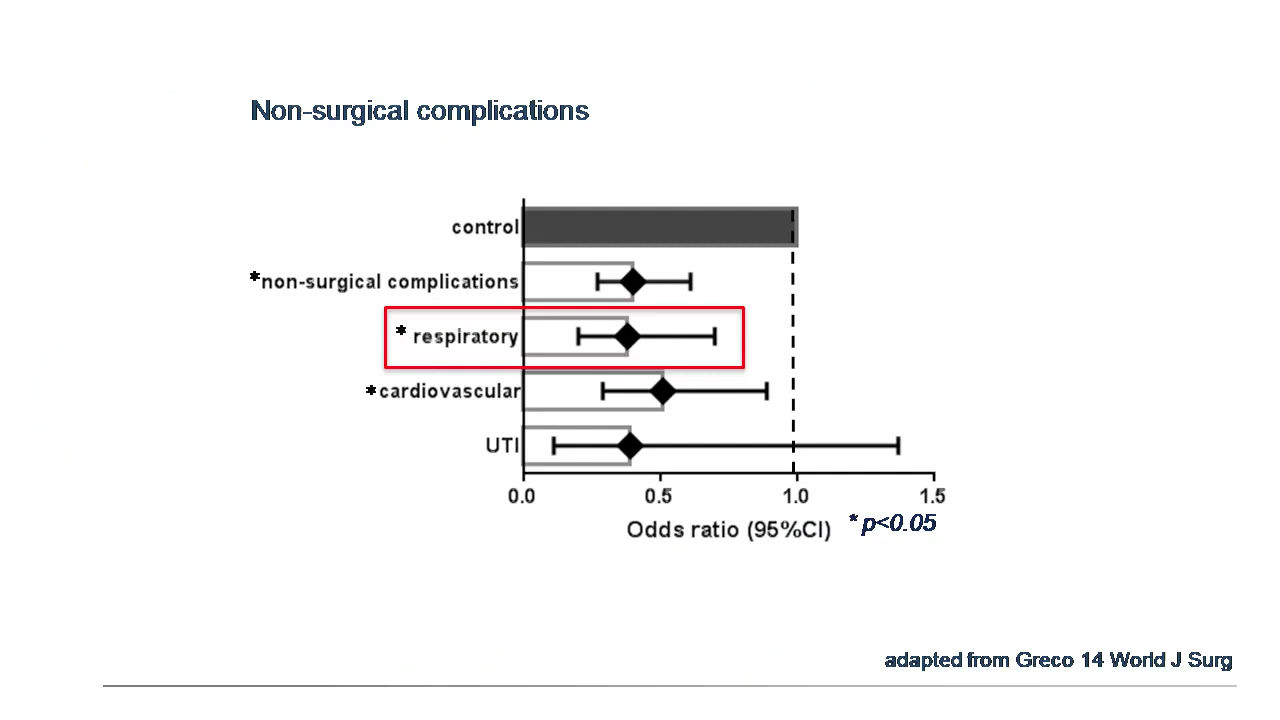 Non-surgical complications
control
*non-surgical complications
* respiratory
*cardiovascular
UTI
0.0 0.5 1.0 1.5
Odds ratio (95%CI) * p<0.05
adapted from Greco 14 World J Surg